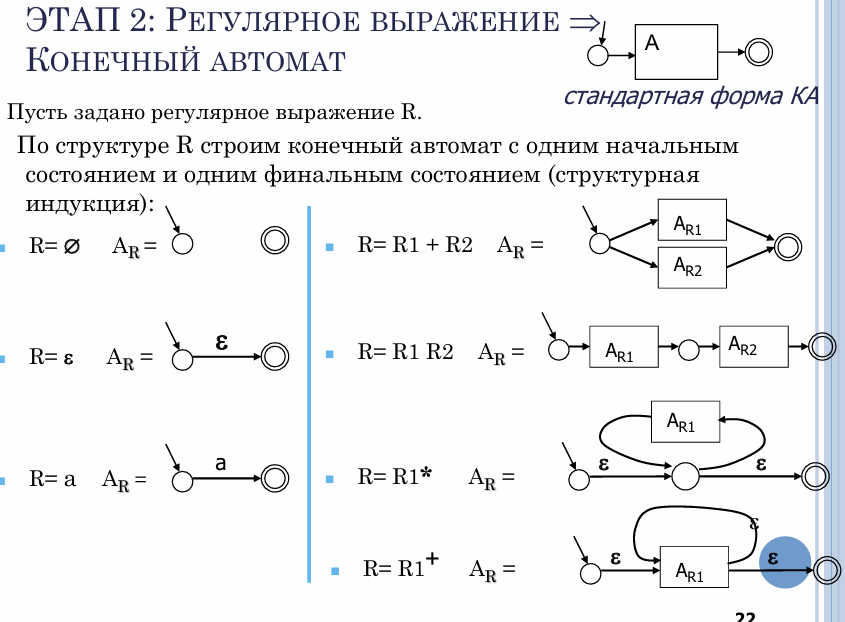 ЭТАП 2: РЕГУЛЯРНОЕ ВЫРАЖЕНИЕ ⇒
КОНЕЧНЫЙ АВТОМАТ
A
стандартная форма КА
Пусть задано регулярное выражение R.
По структуре R строим конечный автомат с одним начальным
состоянием и одним финальным состоянием (структурная
индукция):
R= ∅ AR =
R= ε AR =
ε
R= a AR =
a
R= R1 + R2 AR =
AR1
AR2
R= R1 R2 AR =
AR1
AR2
R= R1* AR =
AR1
ε
ε
R= R1+ AR =
ε
ε
AR1
ε
22